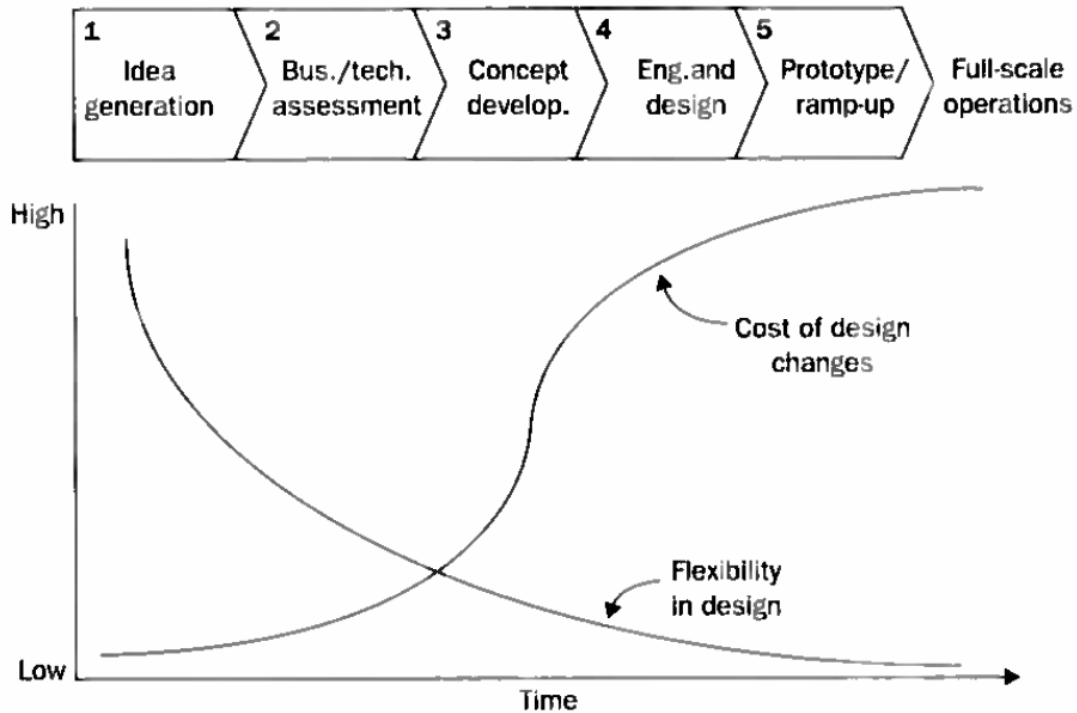 1
Idea
generation
2
Bus./tech.
assessment
3
Concept
develop.
4
Eng.and
design
5
Prototype/
ramp-up
Full-scale
operations
High
Cost of design
changes
Flexibility
in design
Low
Time